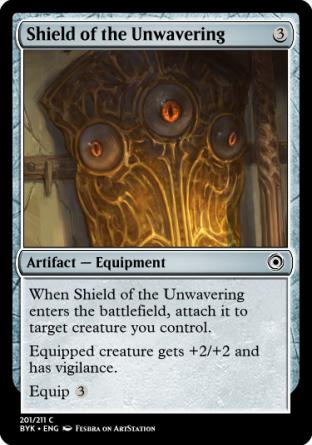 Shield of the Unwavering 3
Artifact — Equipment
When Shield of the Unwavering
enters the battlefield, attach it to
target creature you control.
Equipped creature gets +2/+2 and
has vigilance.
Equip 3
201/211 C
BYK • ENG Fesbra on ArtStation